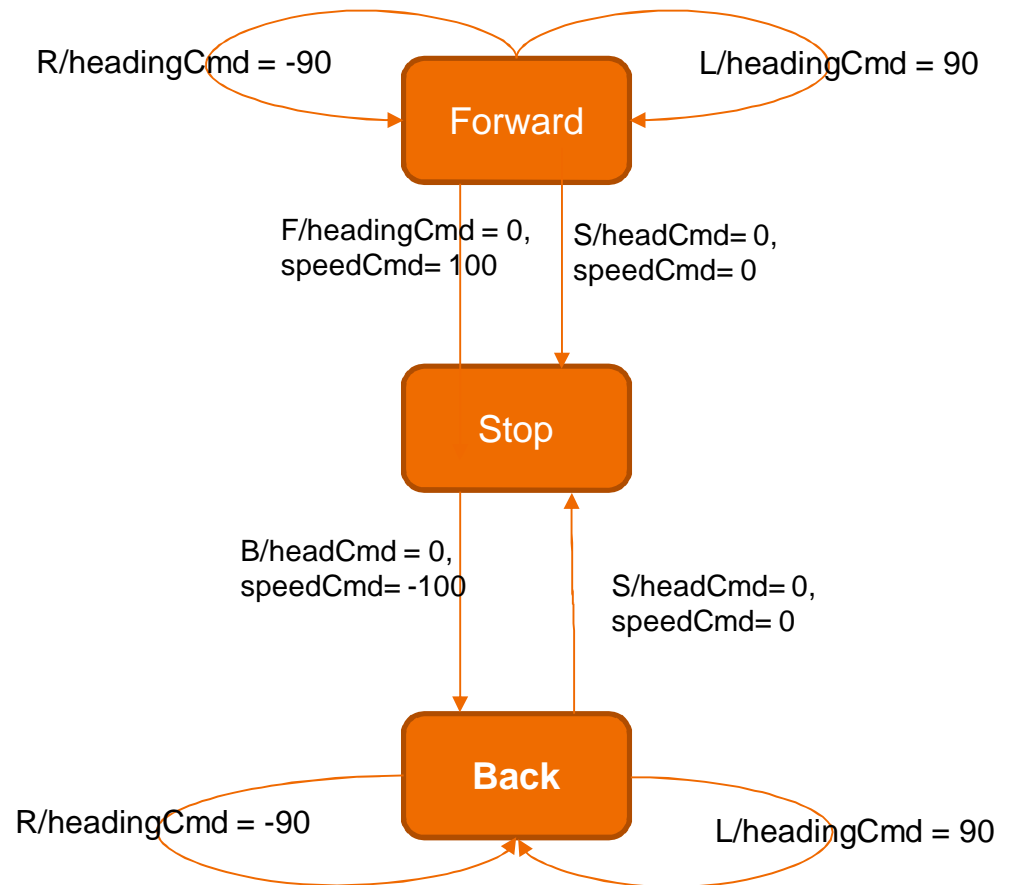 R/headingCmd = -90
L/headingCmd = 90
Forward
F/headingCmd = 0,
speedCmd= 100
S/headCmd= 0,
speedCmd= 0
Stop
B/headCmd = 0,
speedCmd= -100
S/headCmd= 0,
speedCmd= 0
Back
R/headingCmd = -90
L/headingCmd = 90